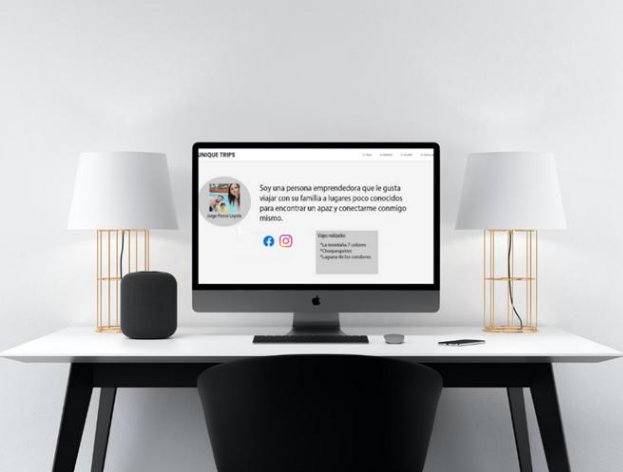 UNIQUE TRIPS
Soy una persona emprendedora que le gusta
viajar con su familia a lugares poco conocidos
para encontrar un apaz y conectarme conmigo
mismo.
Jorge Ponce Loyola
Viajes realizados
*La montaña 7 colores
*Choquequirao
*Laguna de los condores